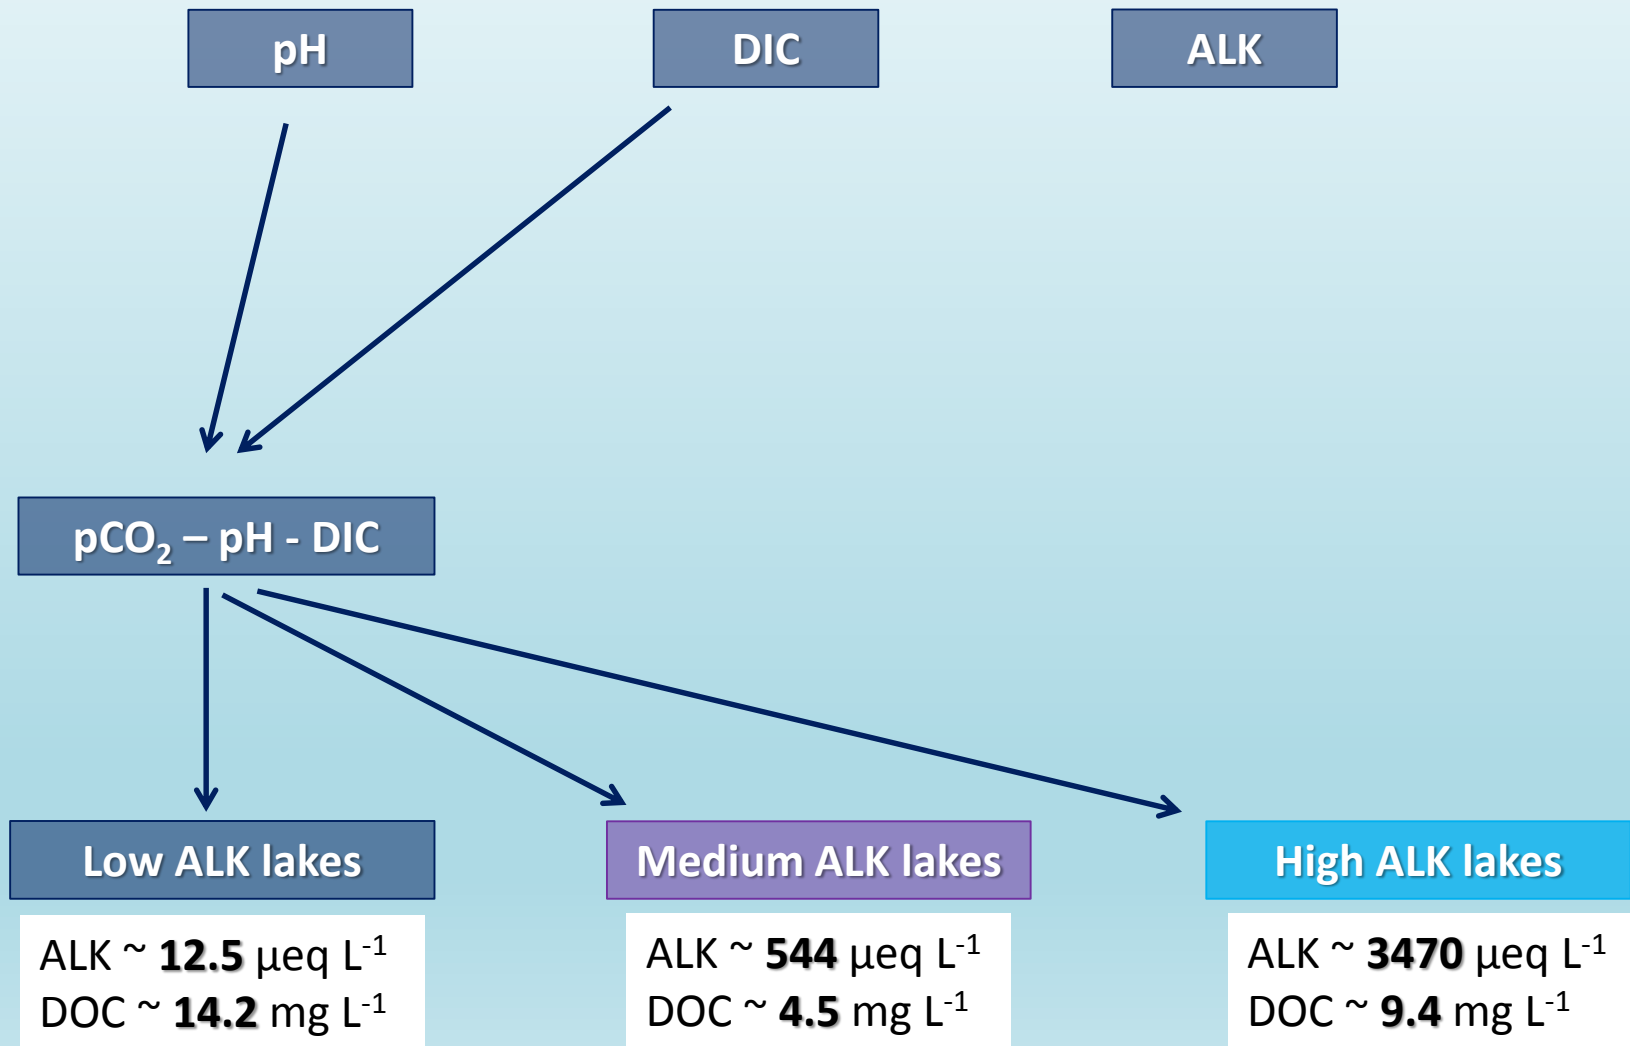 pH
DIC
ALK
pCO₂ – pH - DIC
Low ALK lakes
Medium ALK lakes
High ALK lakes
ALK ~ 12.5 µeq L⁻¹
DOC ~ 14.2 mg L⁻¹
ALK ~ 544 µeq L⁻¹
DOC ~ 4.5 mg L⁻¹
ALK ~ 3470 µeq L⁻¹
DOC ~ 9.4 mg L⁻¹